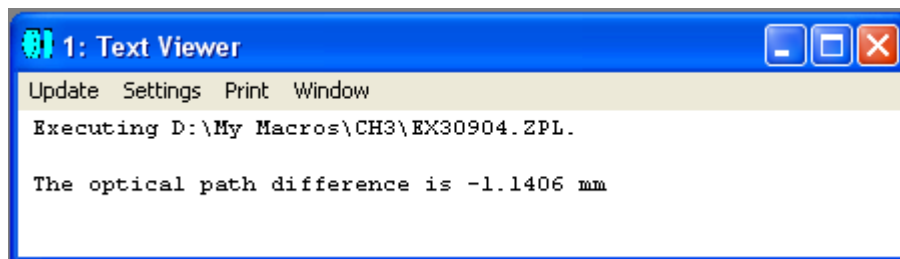 1: Text Viewer
Update Settings Print Window
Executing D:\My Macros\CH3\EX30904.ZPL.
The optical path difference is -1.1406 mm